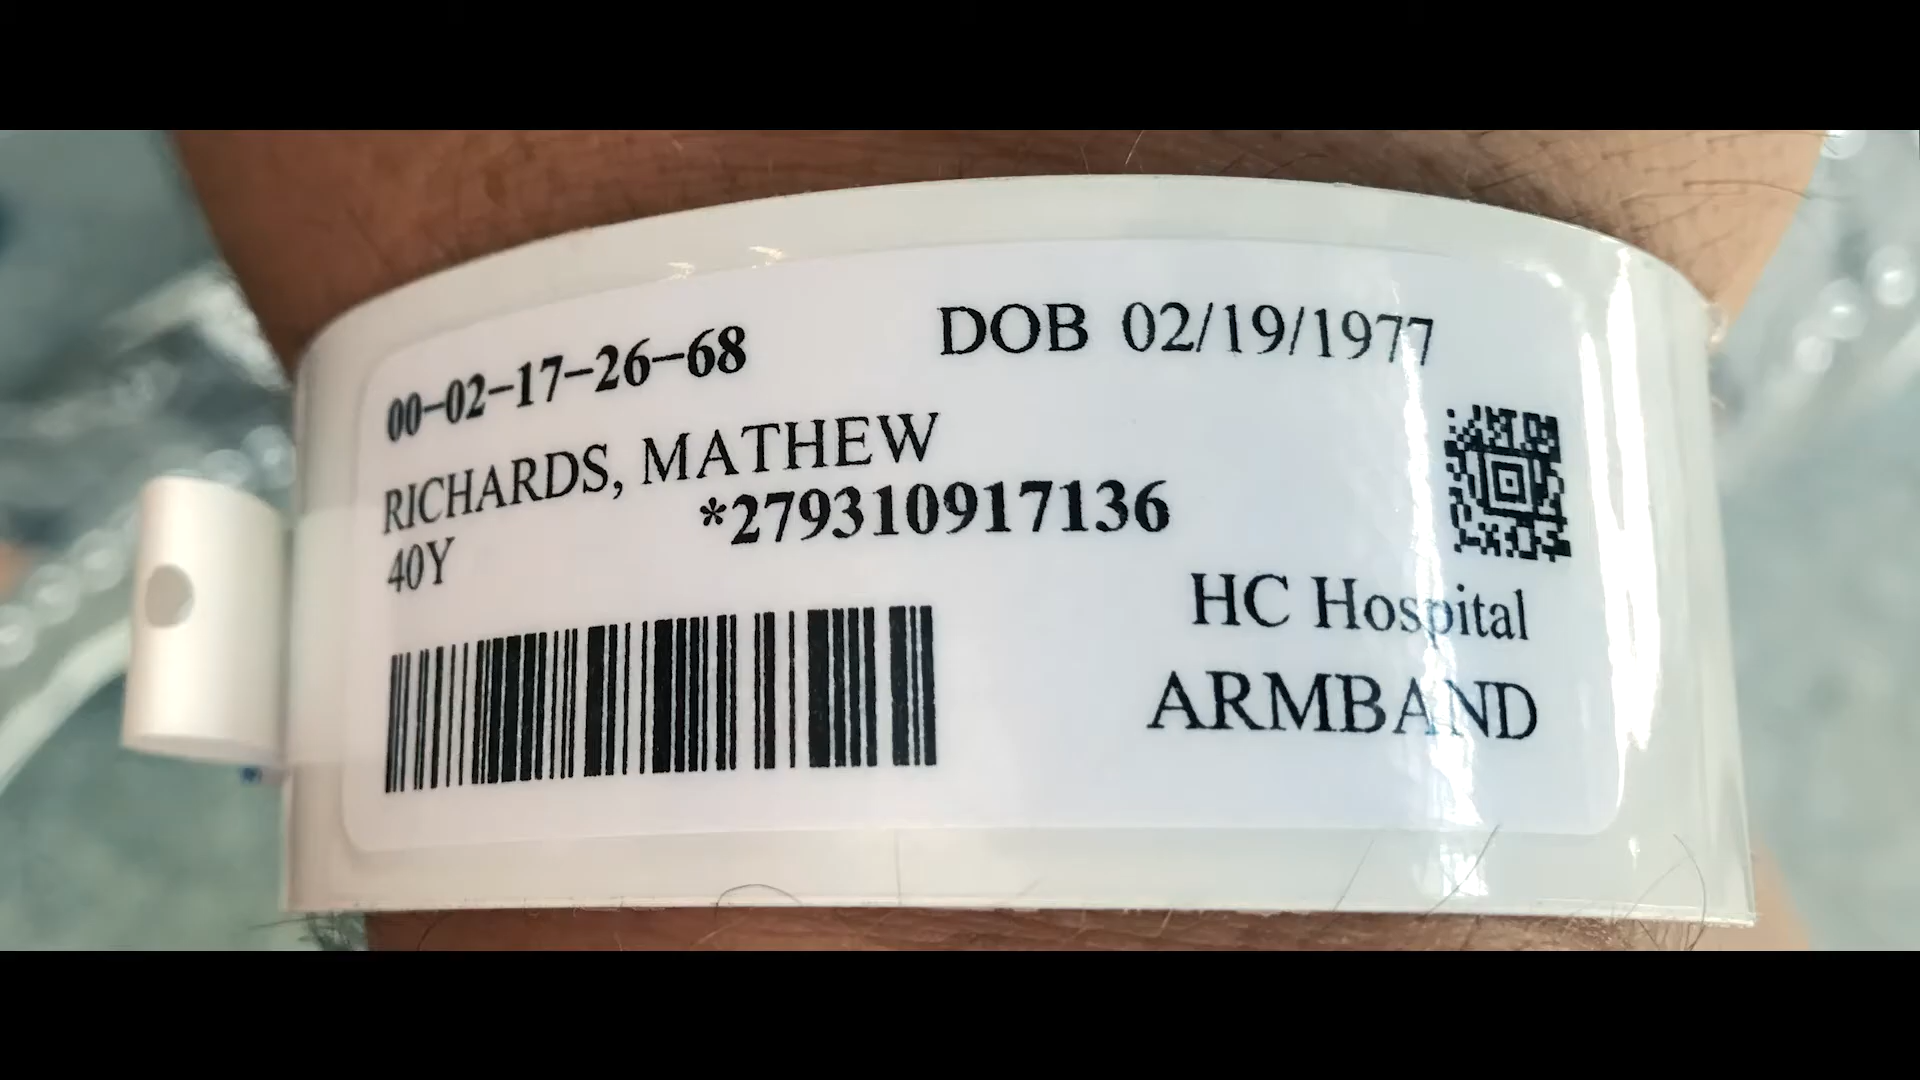 00-02-17-26-68
DOB 02/19/1977
RICHARDS, MATHEW
*279310917136
40Y
HC Hospital
ARMBAND